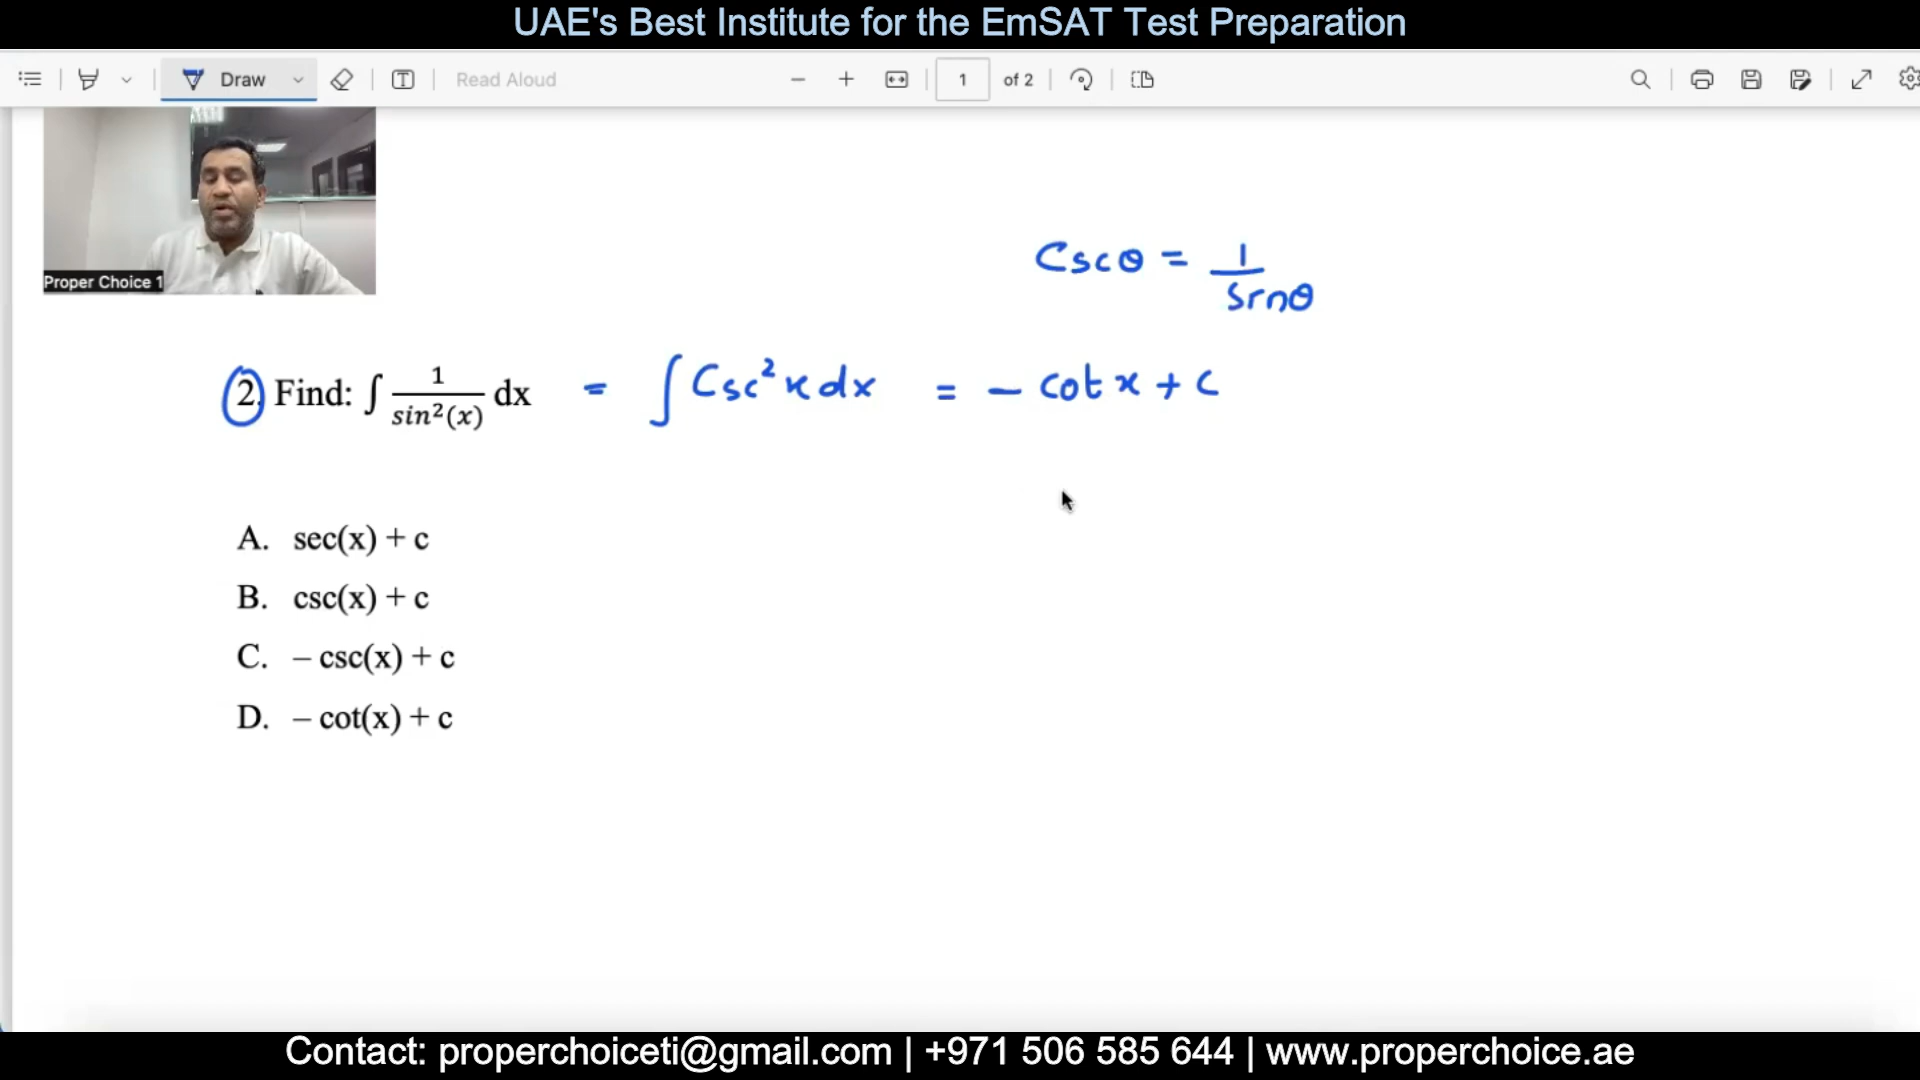 UAE's Best Institute for the EmSAT Test Preparation
Draw Read Aloud 1 of 2
Proper Choice 1
Cscθ = 1/sinθ
2. Find: ∫ 1/sin²(x) dx = ∫ Csc²x dx = – cot x + c
A. sec(x) + c
B. csc(x) + c
C. – csc(x) + c
D. – cot(x) + c
Contact: properchoiceti@gmail.com | +971 506 585 644 | www.properchoice.ae